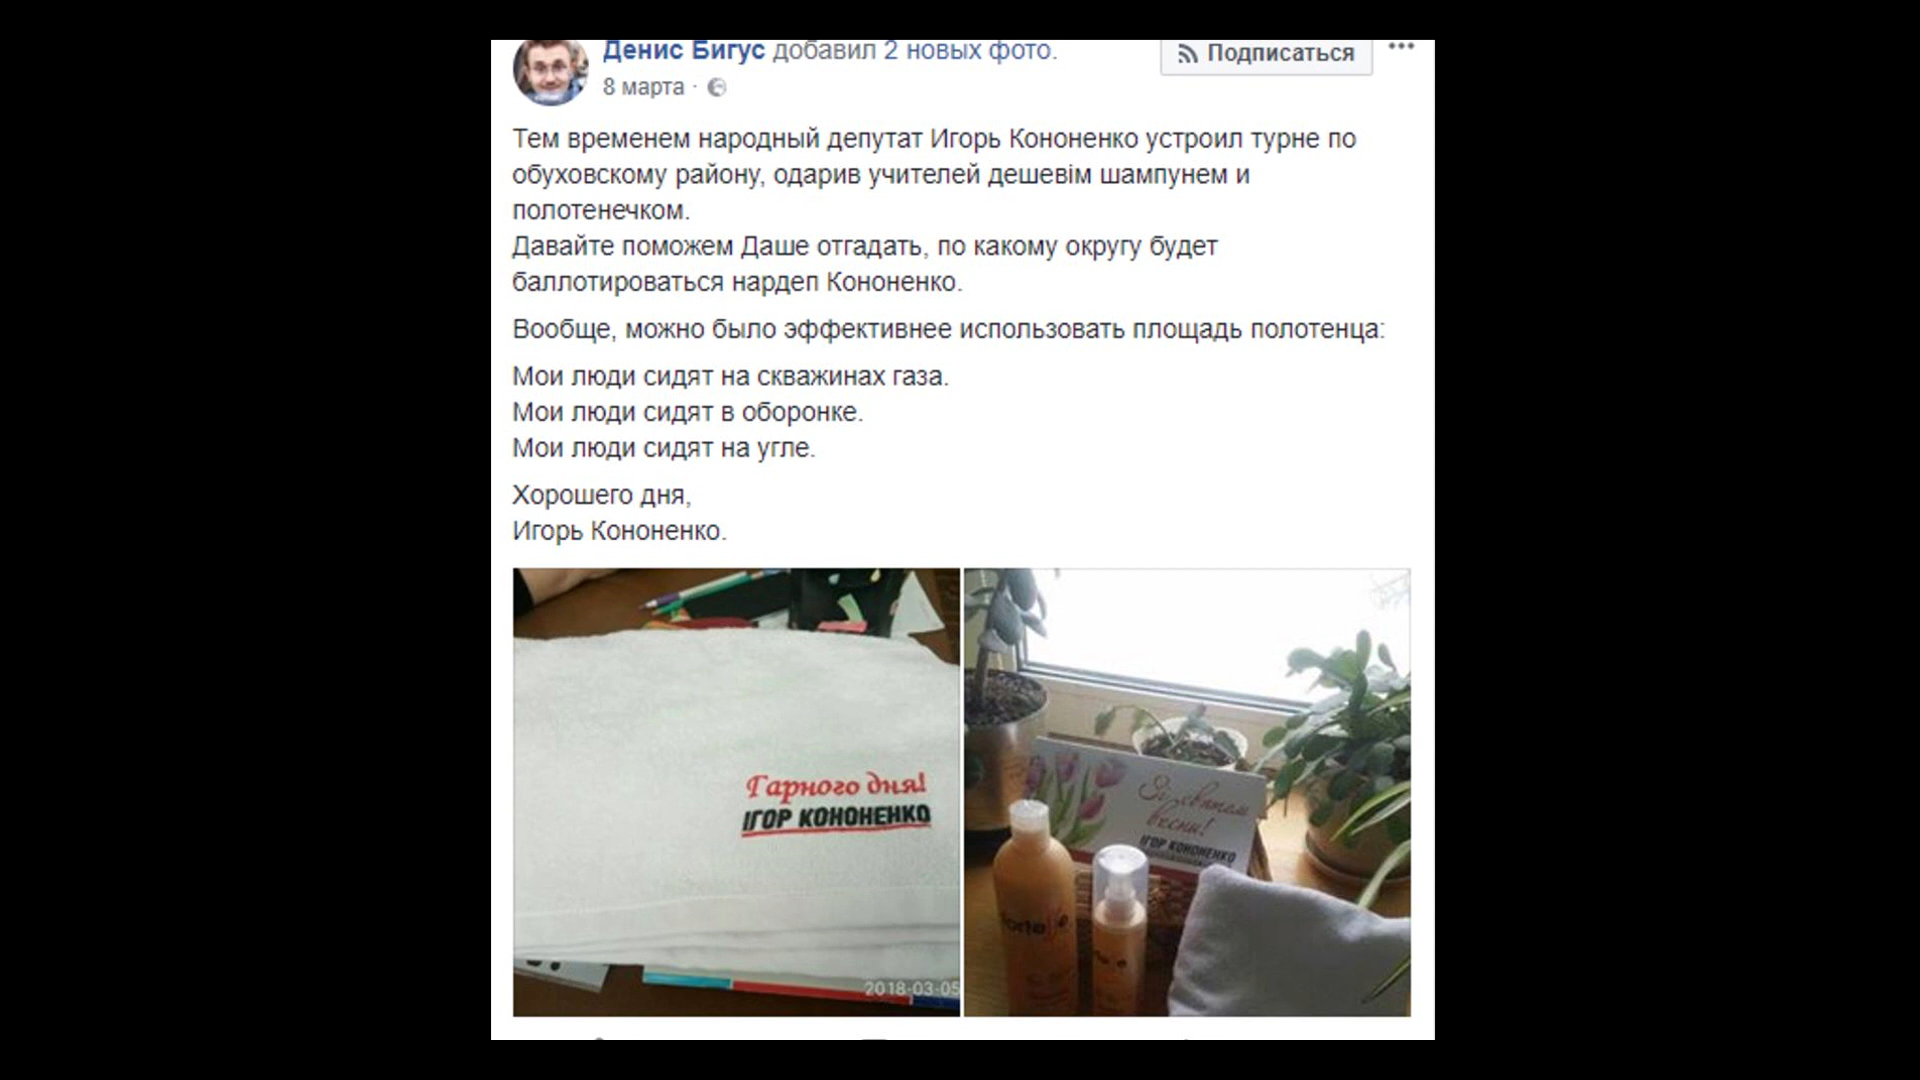 Денис Бигус добавил 2 новых фото.
Подписаться
8 марта ·
Тем временем народный депутат Игорь Кононенко устроил турне по
обуховскому району, одарив учителей дешевім шампунем и
полотенечком.
Давайте поможем Даше отгадать, по какому округу будет
баллотироваться нардеп Кононенко.
Вообще, можно было эффективнее использовать площадь полотенца:
Мои люди сидят на скважинах газа.
Мои люди сидят в оборонке.
Мои люди сидят на угле.
Хорошего дня,
Игорь Кононенко.
Гарного дня!
ІГОР КОНОНЕНКО
2018-03-05
Зі святом
весни!
ІГОР КОНОНЕНКО